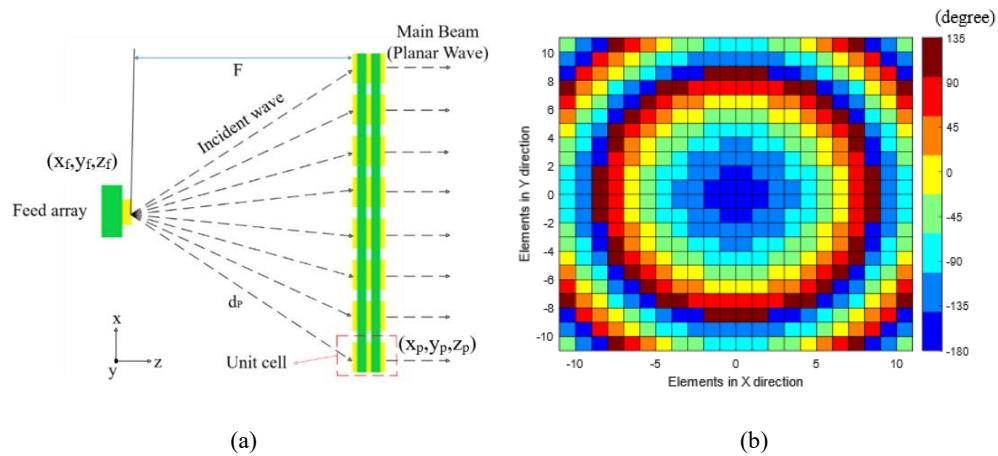 Main Beam
(Planar Wave)
F
Incident wave
(xf,yf,zf)
Feed array
dP
(xp,yp,zp)
Unit cell
x
y
z
(a)
(degree)
135
90
45
0
-45
-90
-135
-180
Elements in Y direction
10
8
6
4
2
0
-2
-4
-6
-8
-10
-10
-5
0
5
10
Elements in X direction
(b)